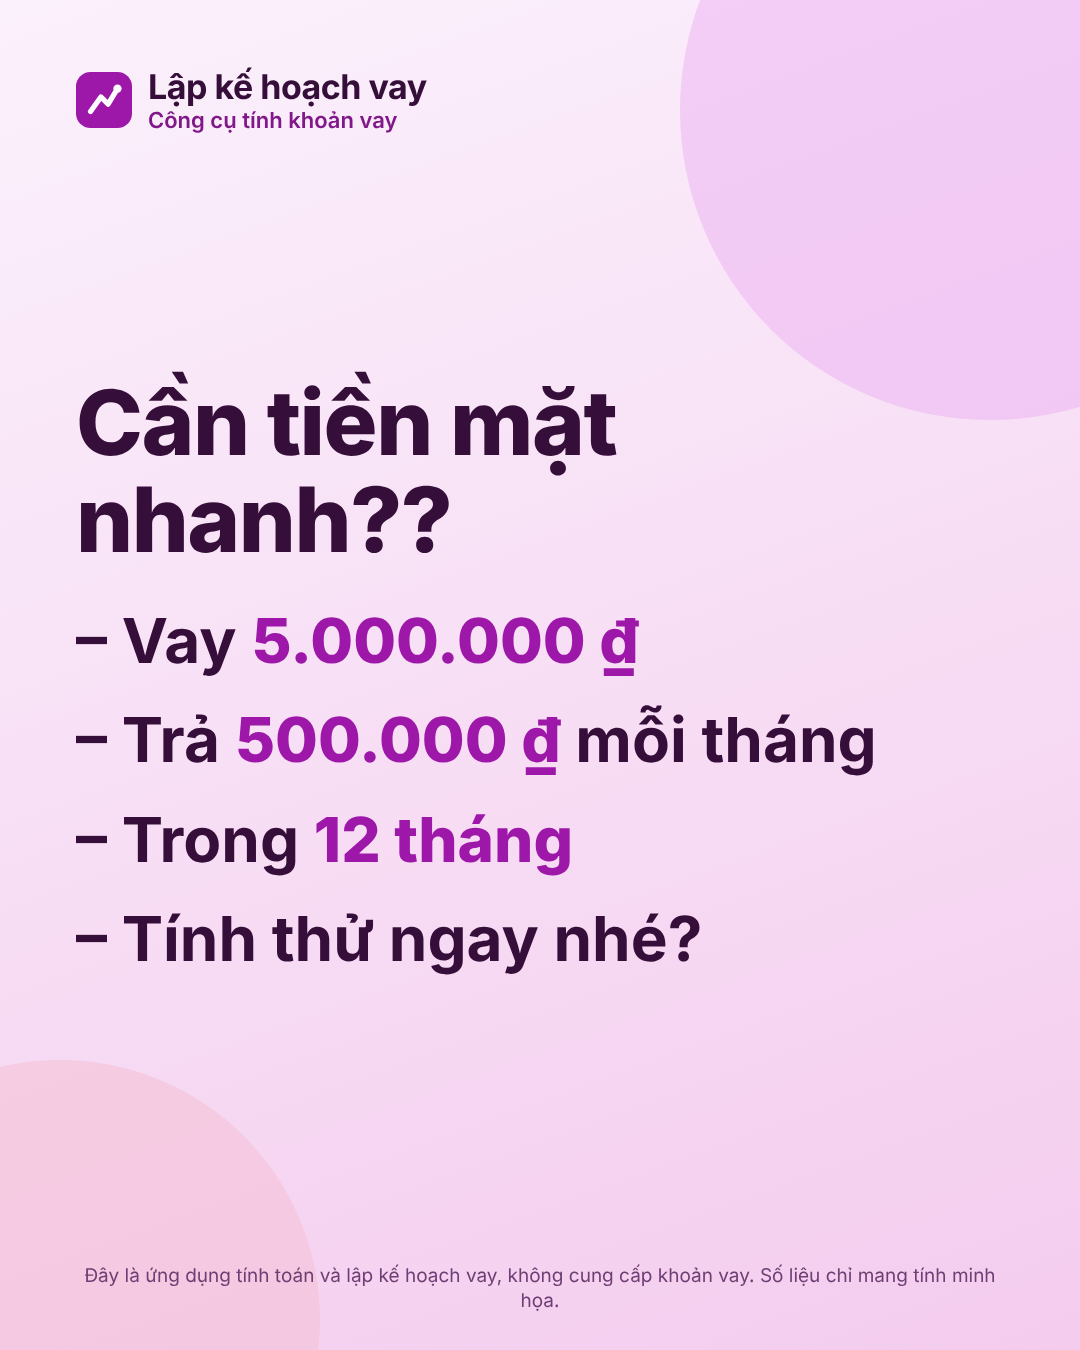 Lập kế hoạch vay
Công cụ tính khoản vay
Cần tiền mặt
nhanh??
– Vay 5.000.000 ₫
– Trả 500.000 ₫ mỗi tháng
– Trong 12 tháng
– Tính thử ngay nhé?
Đây là ứng dụng tính toán và lập kế hoạch vay, không cung cấp khoản vay. Số liệu chỉ mang tính minh
họa.